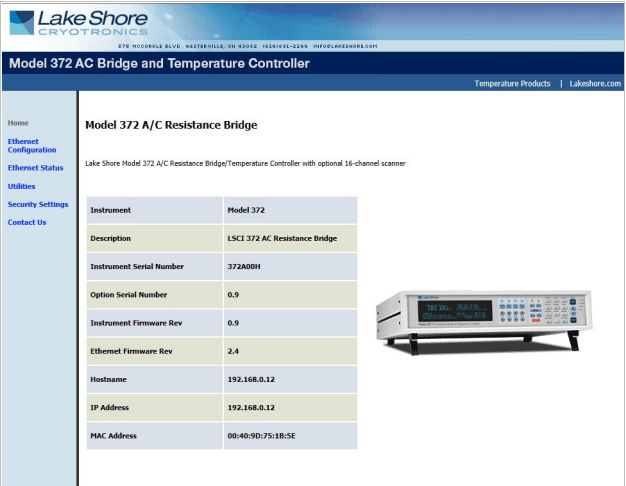 Lake Shore
CRYOTRONICS
575 MCCORKLE BLVD WESTERVILLE, OH 43082 (614)891-2244 INFO@LAKESHORE.COM
Model 372 AC Bridge and Temperature Controller
Temperature Products | Lakeshore.com
Home
Ethernet
Configuration
Ethernet Status
Utilities
Security Settings
Contact Us
Model 372 A/C Resistance Bridge
Lake Shore Model 372 A/C Resistance Bridge/Temperature Controller with optional 16-channel scanner
Instrument Model 372
Description LSCI 372 AC Resistance Bridge
Instrument Serial Number 372A00H
Option Serial Number 0.9
Instrument Firmware Rev 0.9
Ethernet Firmware Rev 2.4
Hostname 192.168.0.12
IP Address 192.168.0.12
MAC Address 00:40:9D:75:1B:5E
LakeShore